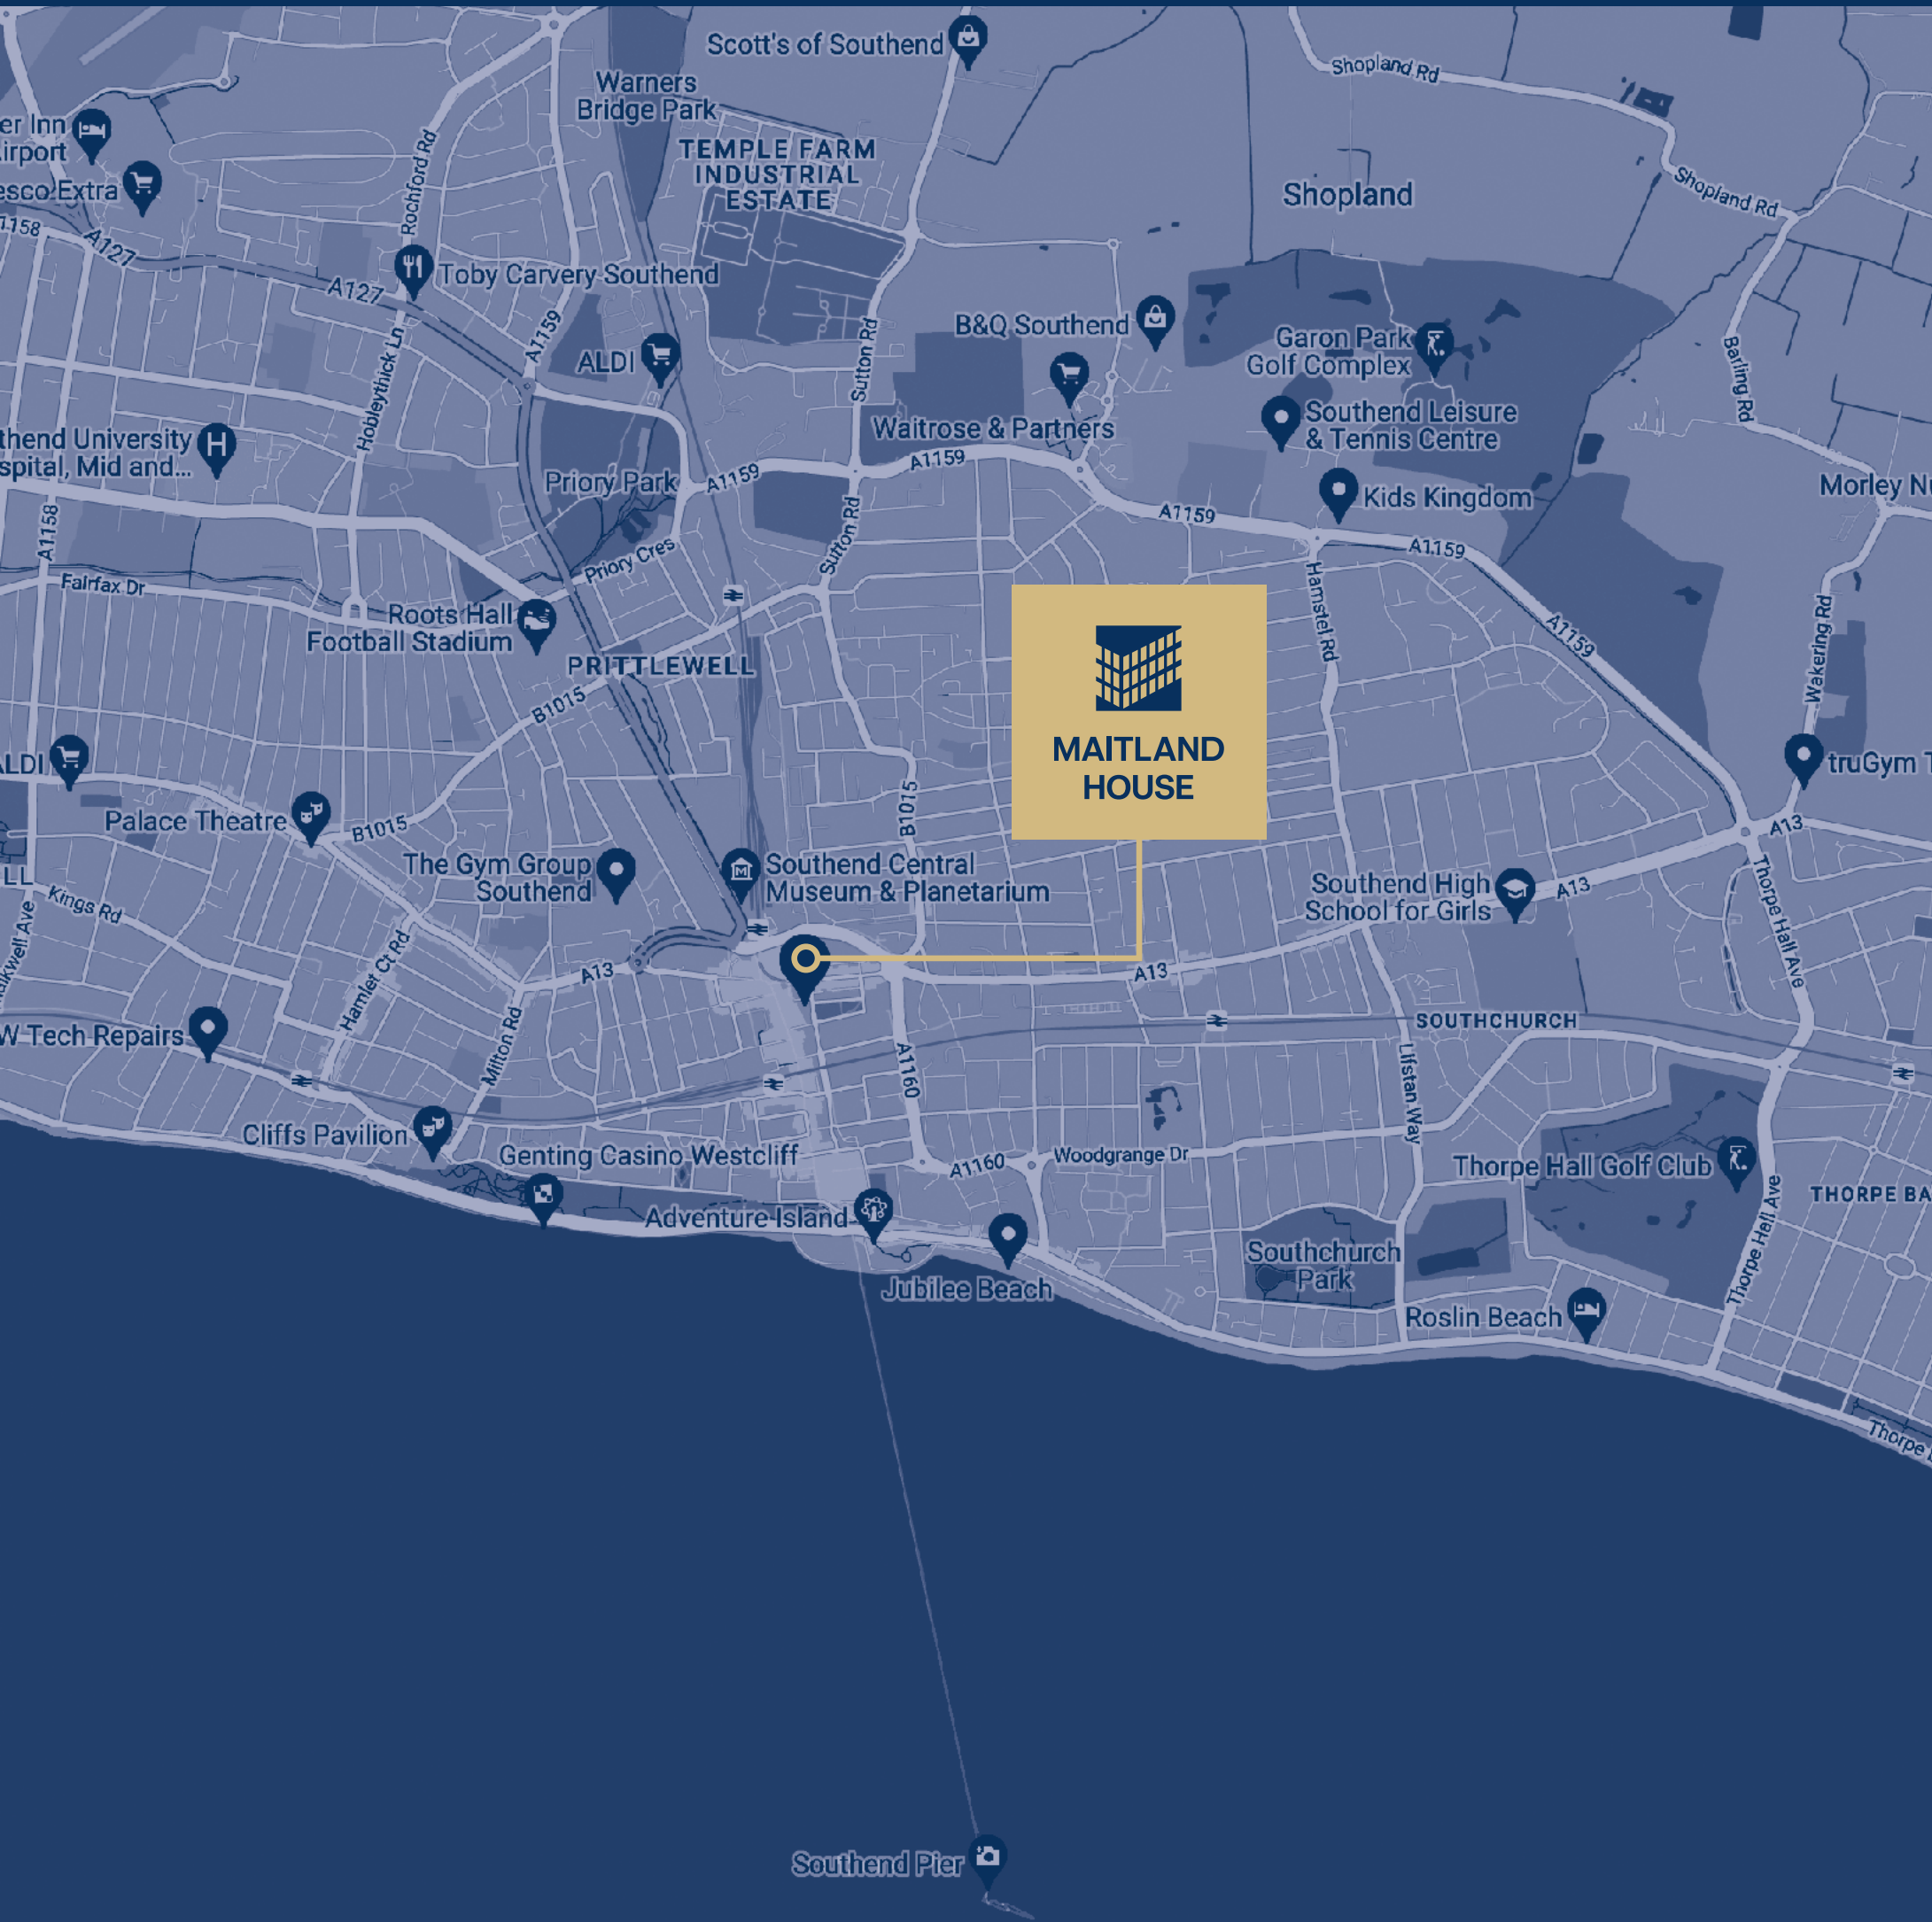 Scott's of Southend
Warners
Bridge Park
Shopland Rd
er Inn
irport
TEMPLE FARM
INDUSTRIAL
ESTATE
Rochford Rd
esco Extra
Shopland
Shopland Rd
1158
A127
Toby Carvery Southend
A127
A1159
B&Q Southend
Garon Park
Golf Complex
ALDI
Sutton Rd
Hobleythick Ln
Barling Rd
Southend Leisure
& Tennis Centre
Waitrose & Partners
thend University
spital, Mid and...
A1159
Priory Park
A1159
Kids Kingdom
Morley Nu
A1159
A1158
Sutton Rd
A1159
Priory Cres
Fairfax Dr
Hamstel Rd
Roots Hall
Football Stadium
A1159
Wakering Rd
PRITTLEWELL
B1015
MAITLAND
HOUSE
ALDI
truGym T
B1015
Palace Theatre
B1015
A13
The Gym Group
Southend
Southend Central
Museum & Planetarium
Southend High
School for Girls
A13
LL
Kings Rd
Thorpe Hall Ave
alkwell Ave
Hamlet Ct Rd
A13
A13
W Tech Repairs
Milton Rd
SOUTHCHURCH
A1160
Lifstan Way
Cliffs Pavilion
Genting Casino Westcliff
A1160
Woodgrange Dr
Thorpe Hall Golf Club
THORPE BA
Adventure Island
Thorpe Hall Ave
Southchurch
Park
Jubilee Beach
Roslin Beach
Thorpe
Southend Pier